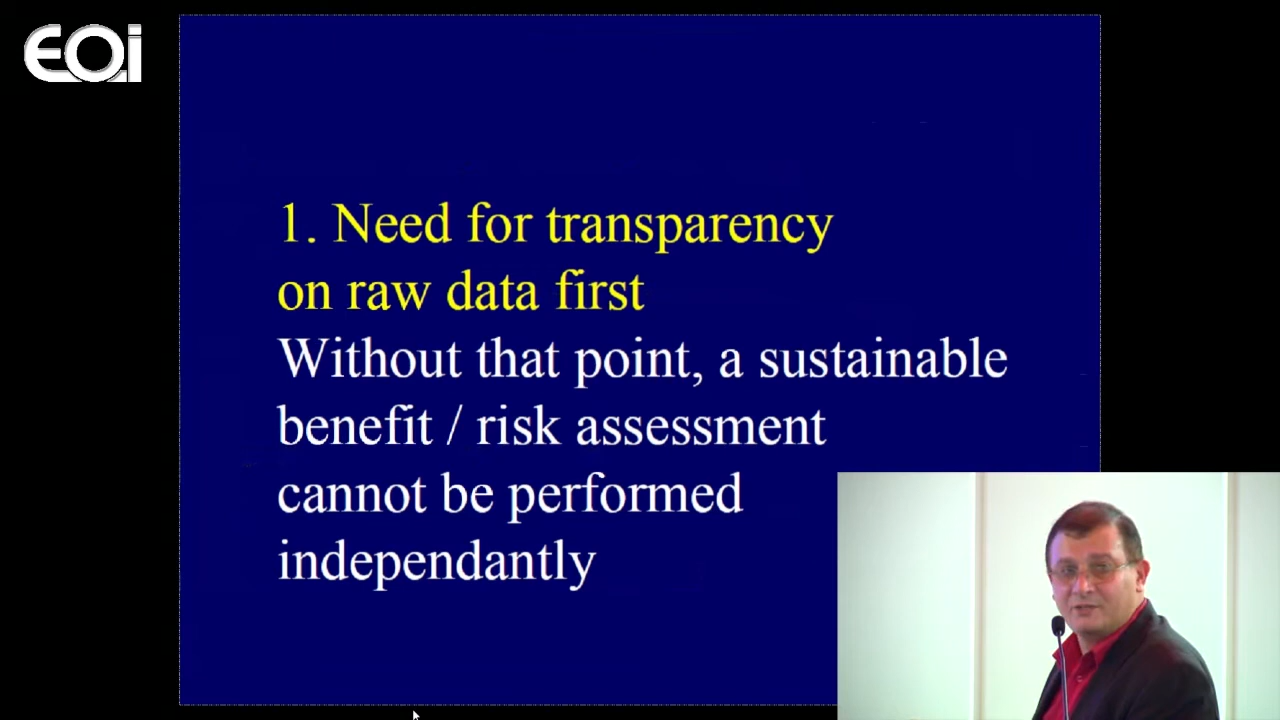 EQi
1. Need for transparency
on raw data first
Without that point, a sustainable
benefit / risk assessment
cannot be performed
independantly